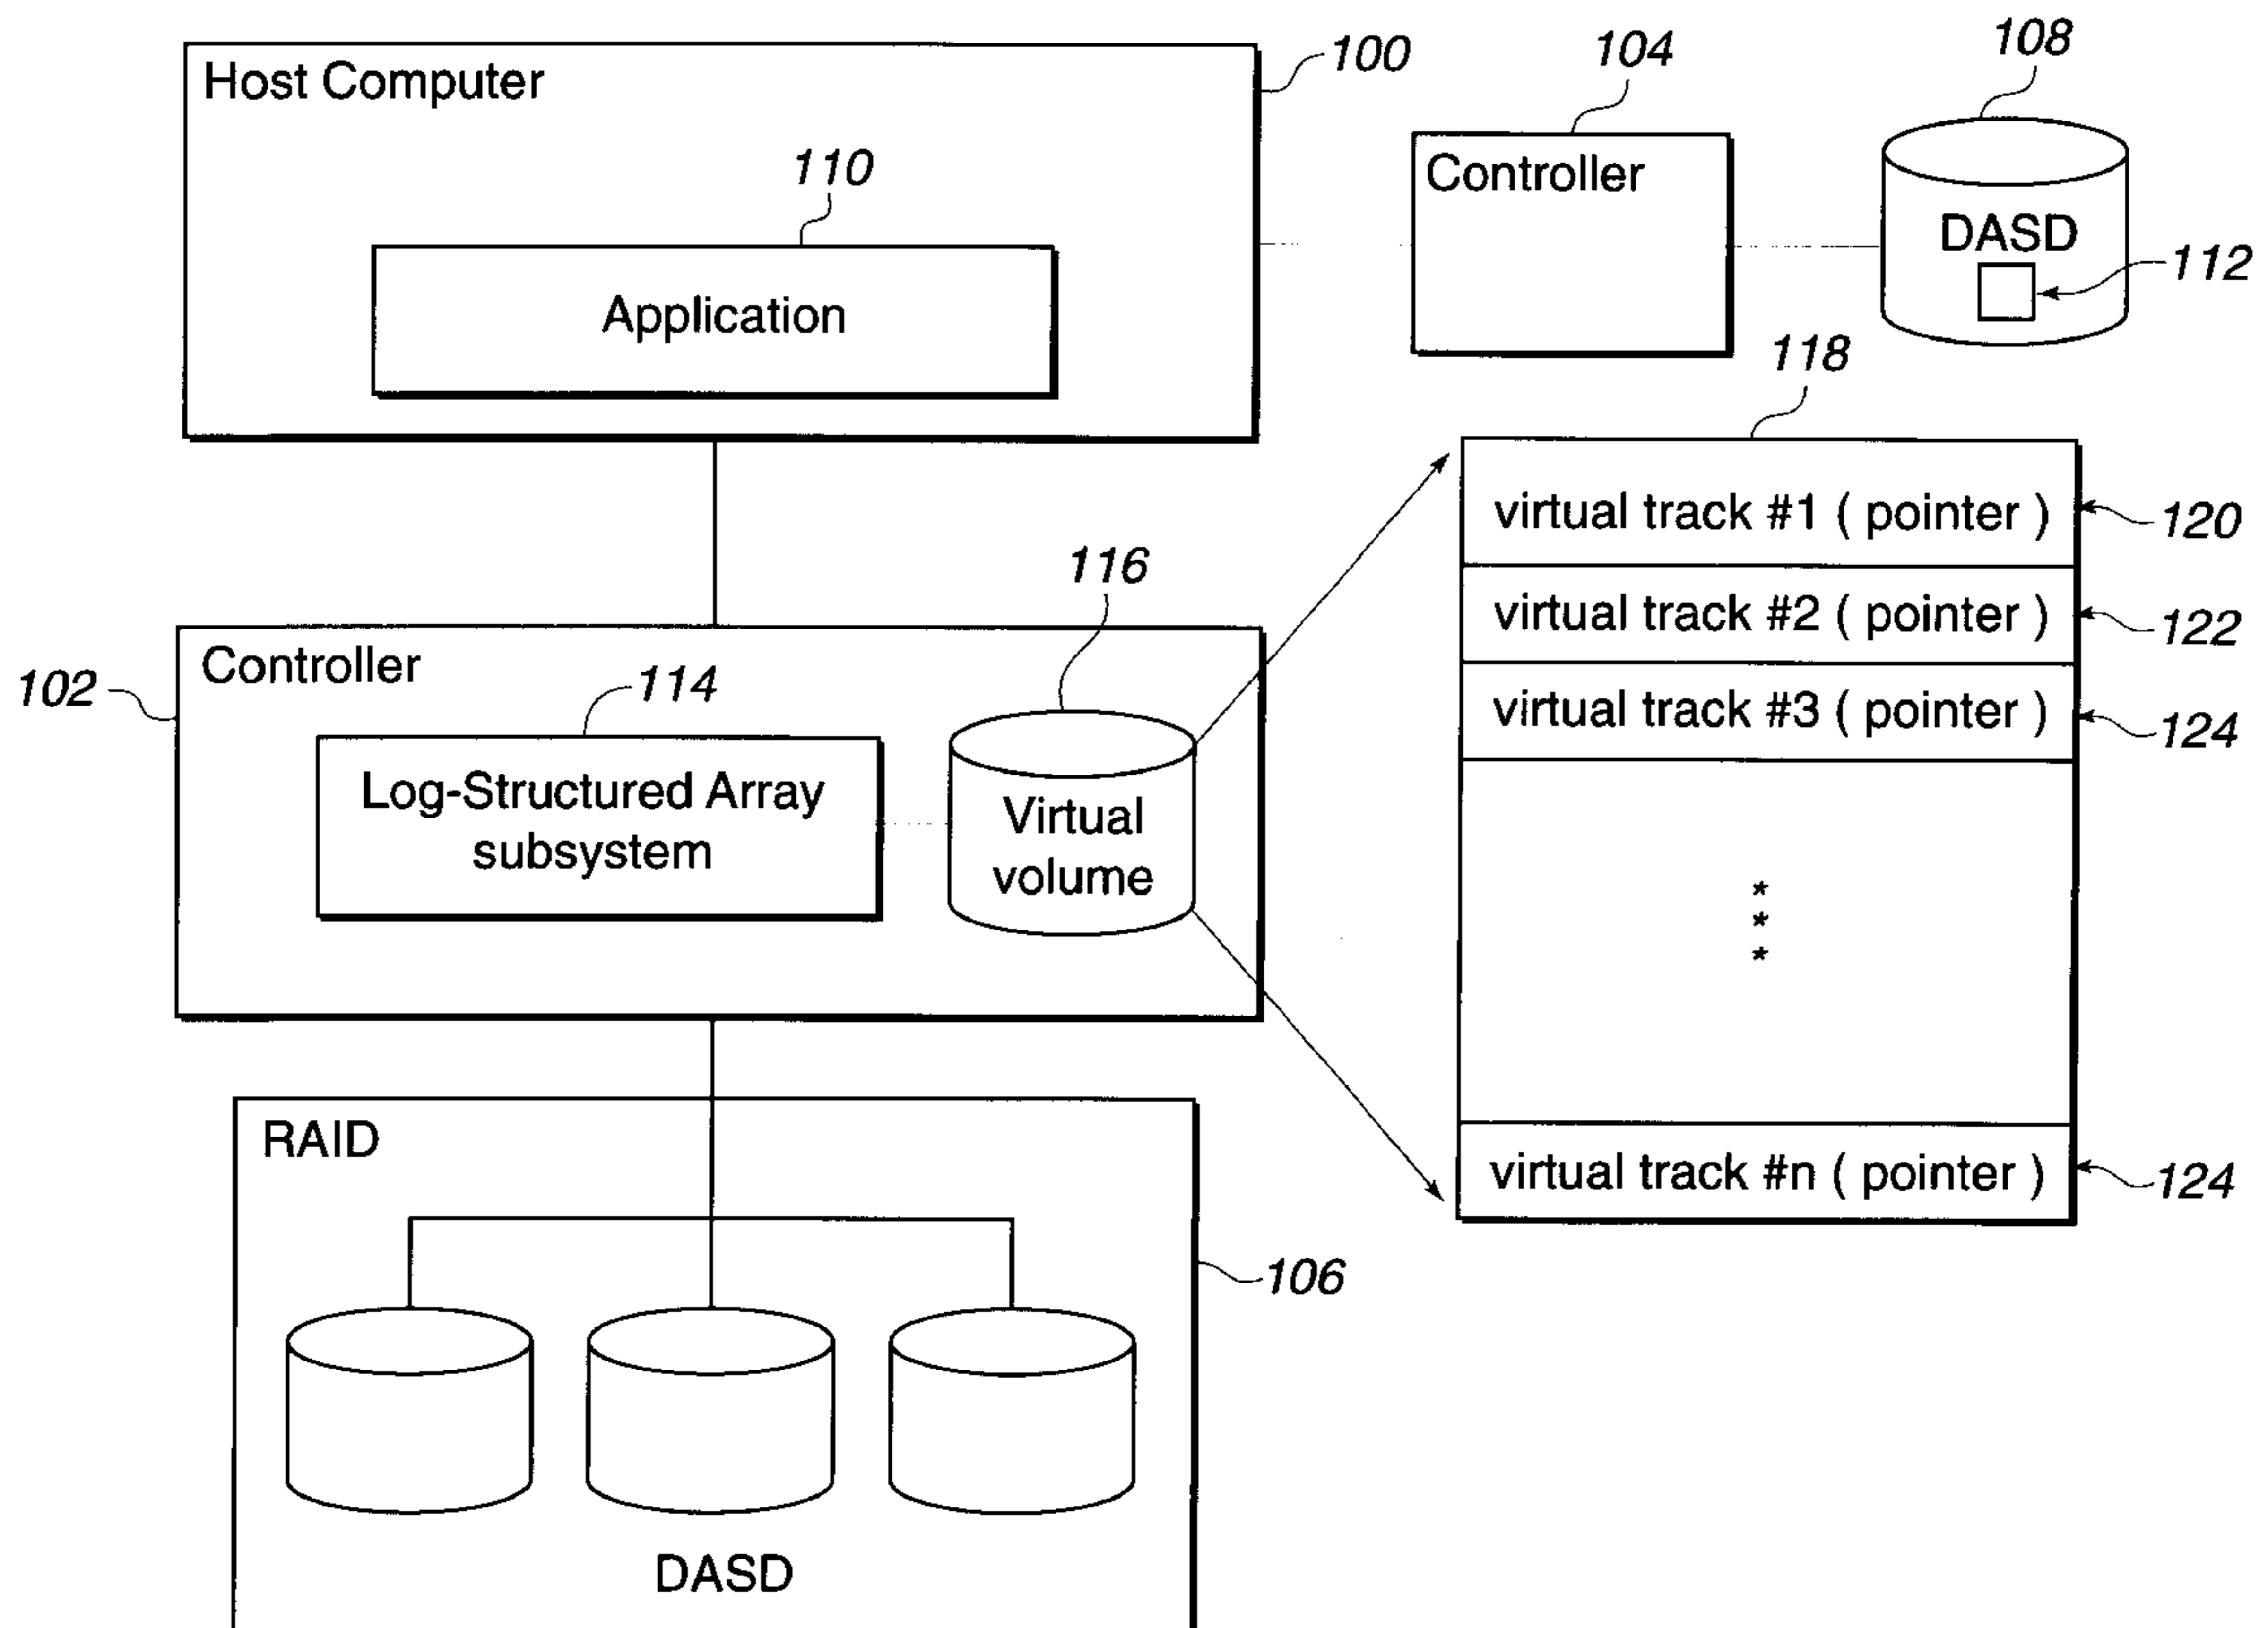 Host Computer
100
104
108
110
Controller
DASD
112
Application
118
virtual track #1 ( pointer )
120
116
virtual track #2 ( pointer )
122
Controller
102
114
virtual track #3 ( pointer )
124
Log-Structured Array
subsystem
Virtual
volume
*
*
*
RAID
virtual track #n ( pointer )
124
106
DASD